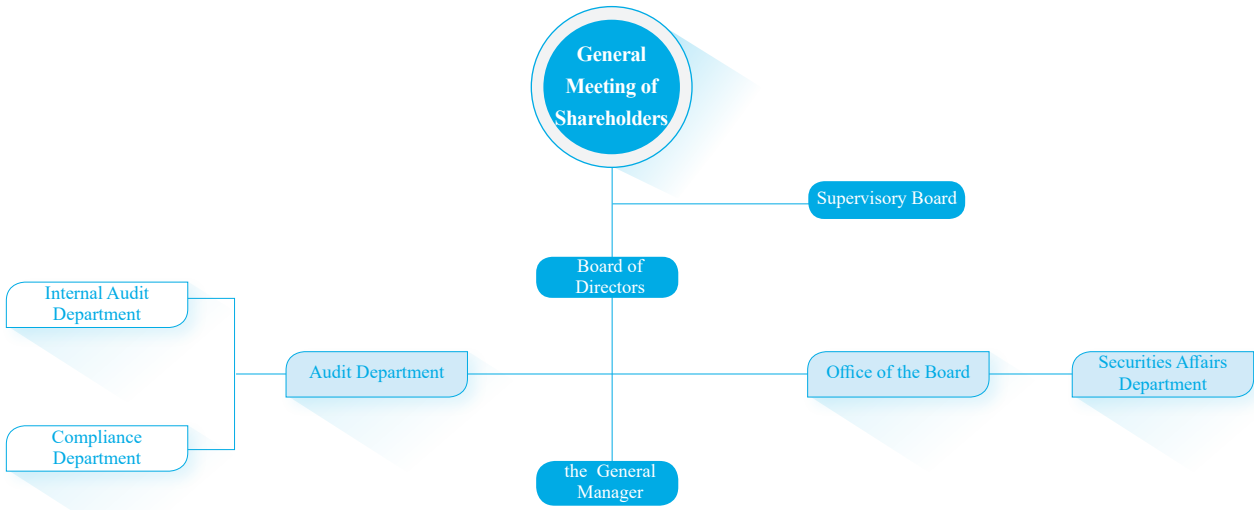 General
Meeting of
Shareholders
Supervisory Board
Board of
Directors
Internal Audit
Department
Audit Department
Office of the Board
Securities Affairs
Department
Compliance
Department
the General
Manager